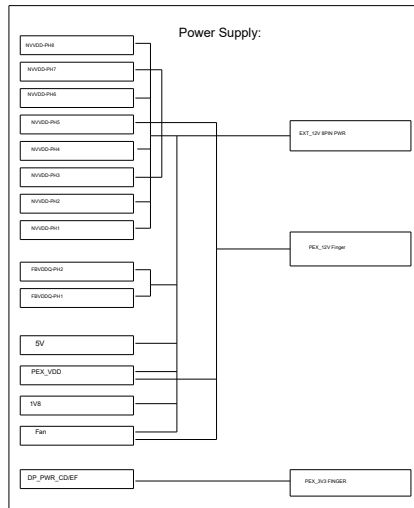 Power Supply:
NVVDD-PH8
NVVDD-PH7
NVVDD-PH6
NVVDD-PH5
NVVDD-PH4
NVVDD-PH3
NVVDD-PH2
NVVDD-PH1
FBVDDQ-PH2
FBVDDQ-PH1
5V
PEX_VDD
1V8
Fan
DP_PWR_CD/EF
EXT_12V 8PIN PWR
PEX_12V Finger
PEX_3V3 FINGER